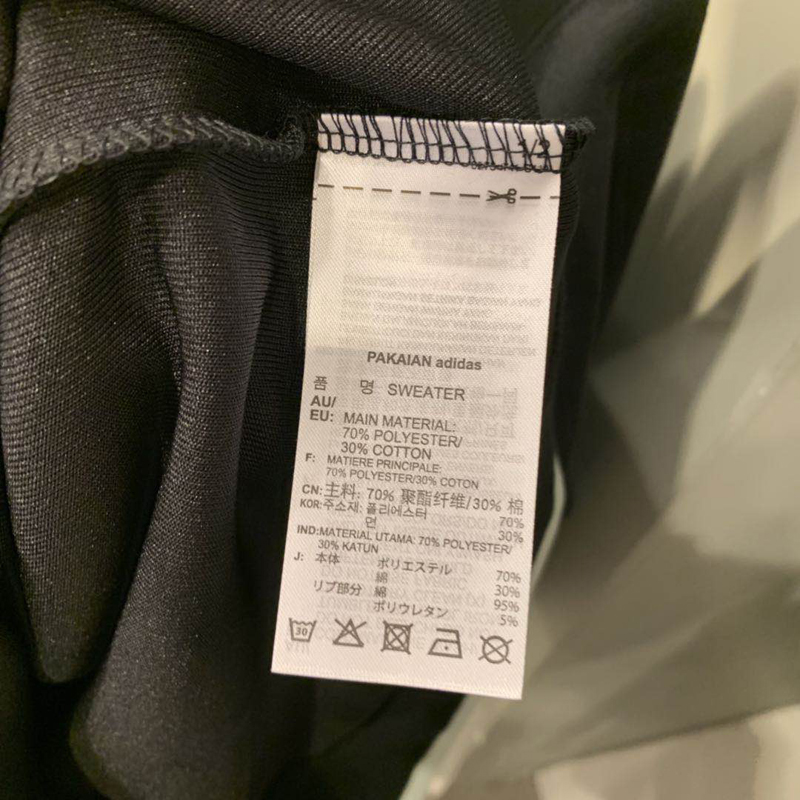 1/2
PAKAIAN adidas
품 명 SWEATER
AU/
EU: MAIN MATERIAL:
70% POLYESTER/
30% COTTON
F: MATIERE PRINCIPALE:
70% POLYESTER/30% COTON
CN:主料: 70% 聚酯纤维/30% 棉
KOR:주소재: 폴리에스터 70%
면 30%
IND:MATERIAL UTAMA: 70% POLYESTER/
30% KATUN
J: 本体 ポリエステル 70%
綿 30%
リブ部分 綿 95%
ポリウレタン 5%
30